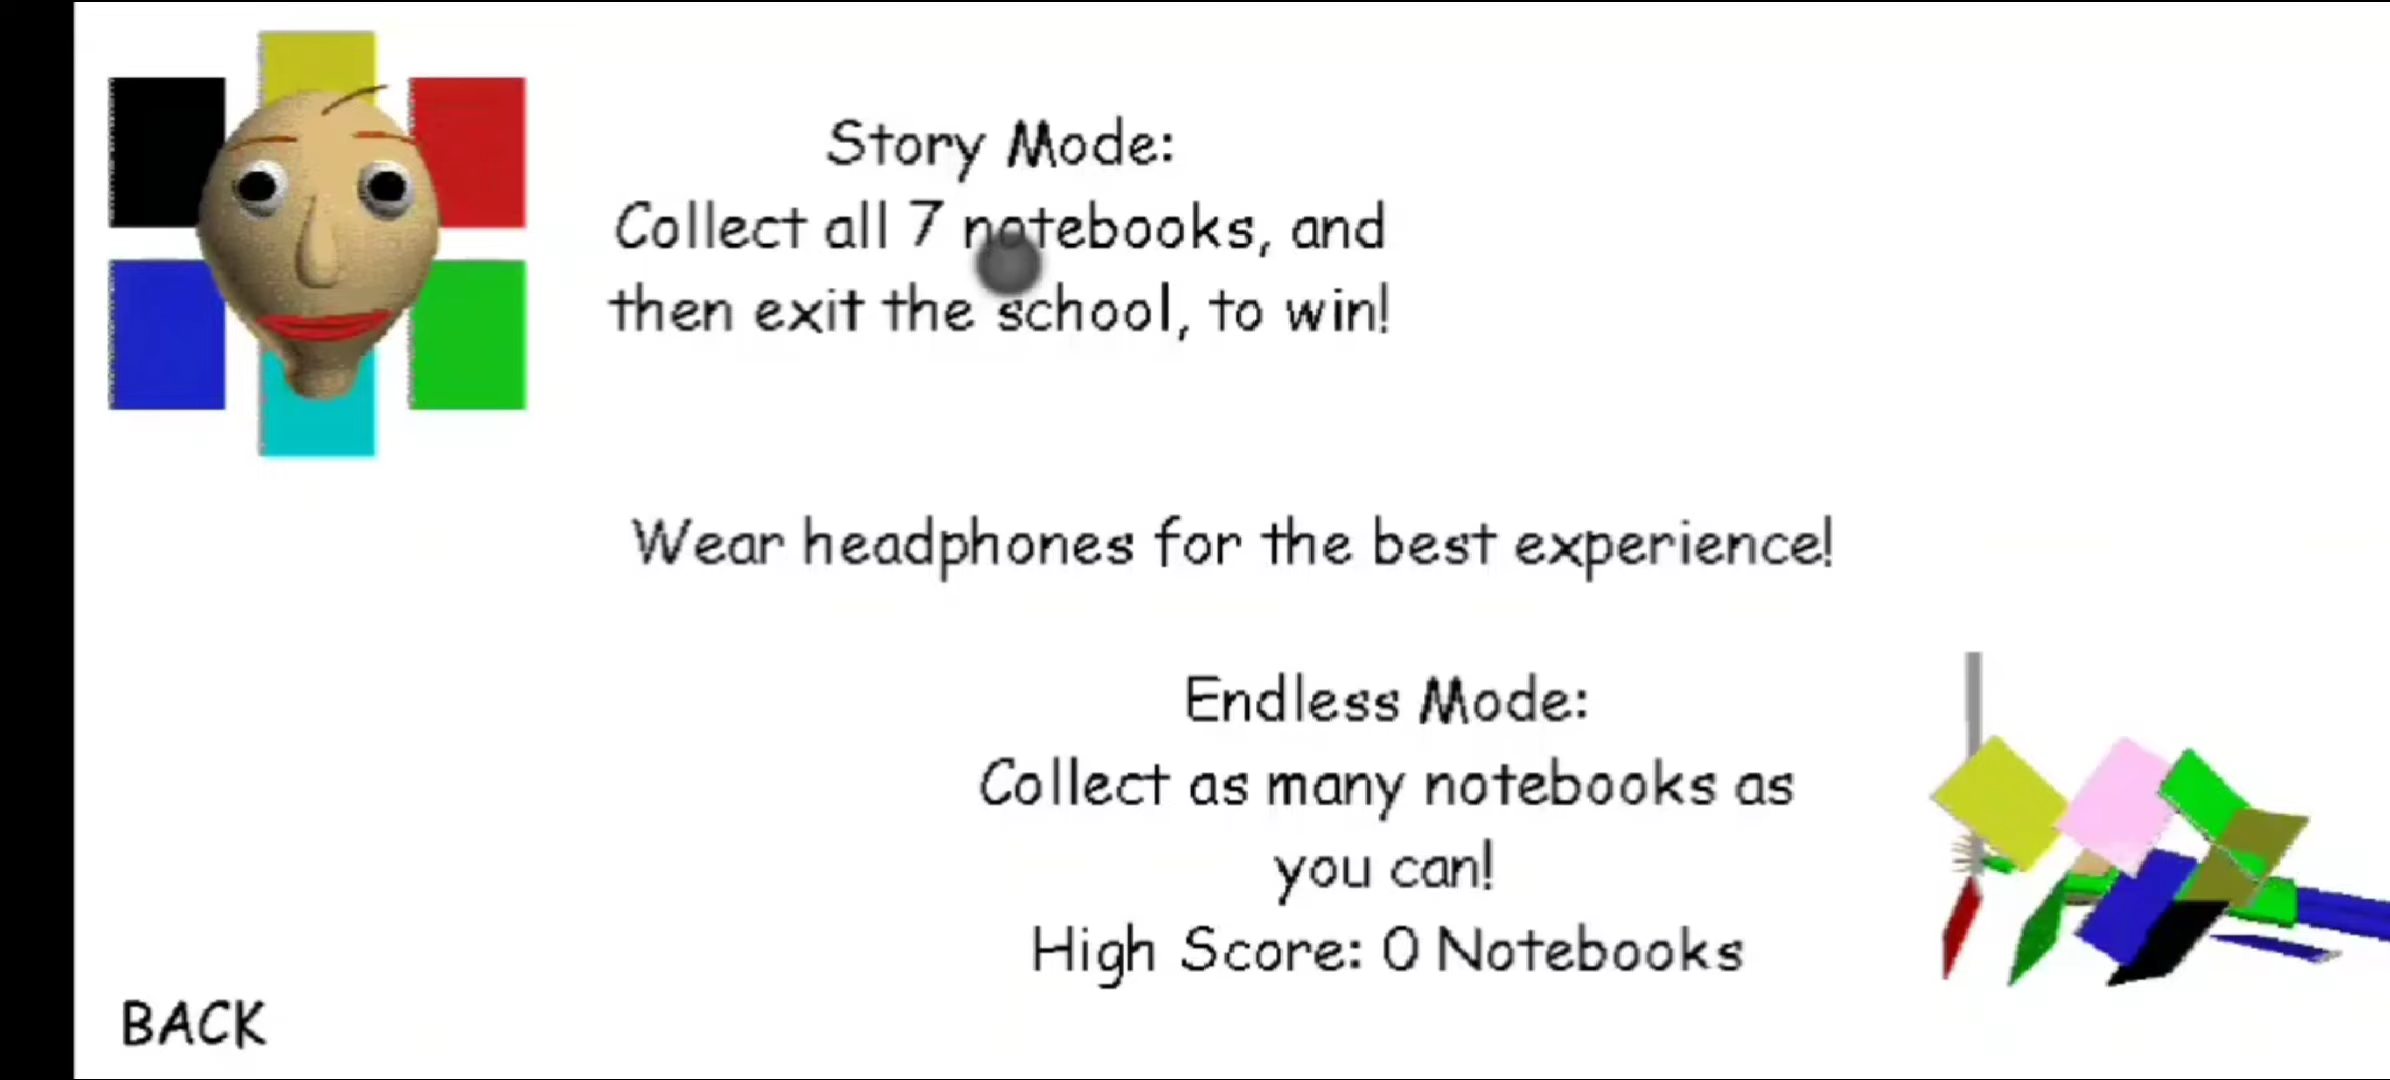 Story Mode:
Collect all 7 notebooks, and
then exit the school, to win!
Wear headphones for the best experience!
Endless Mode:
Collect as many notebooks as
you can!
High Score: 0 Notebooks
BACK